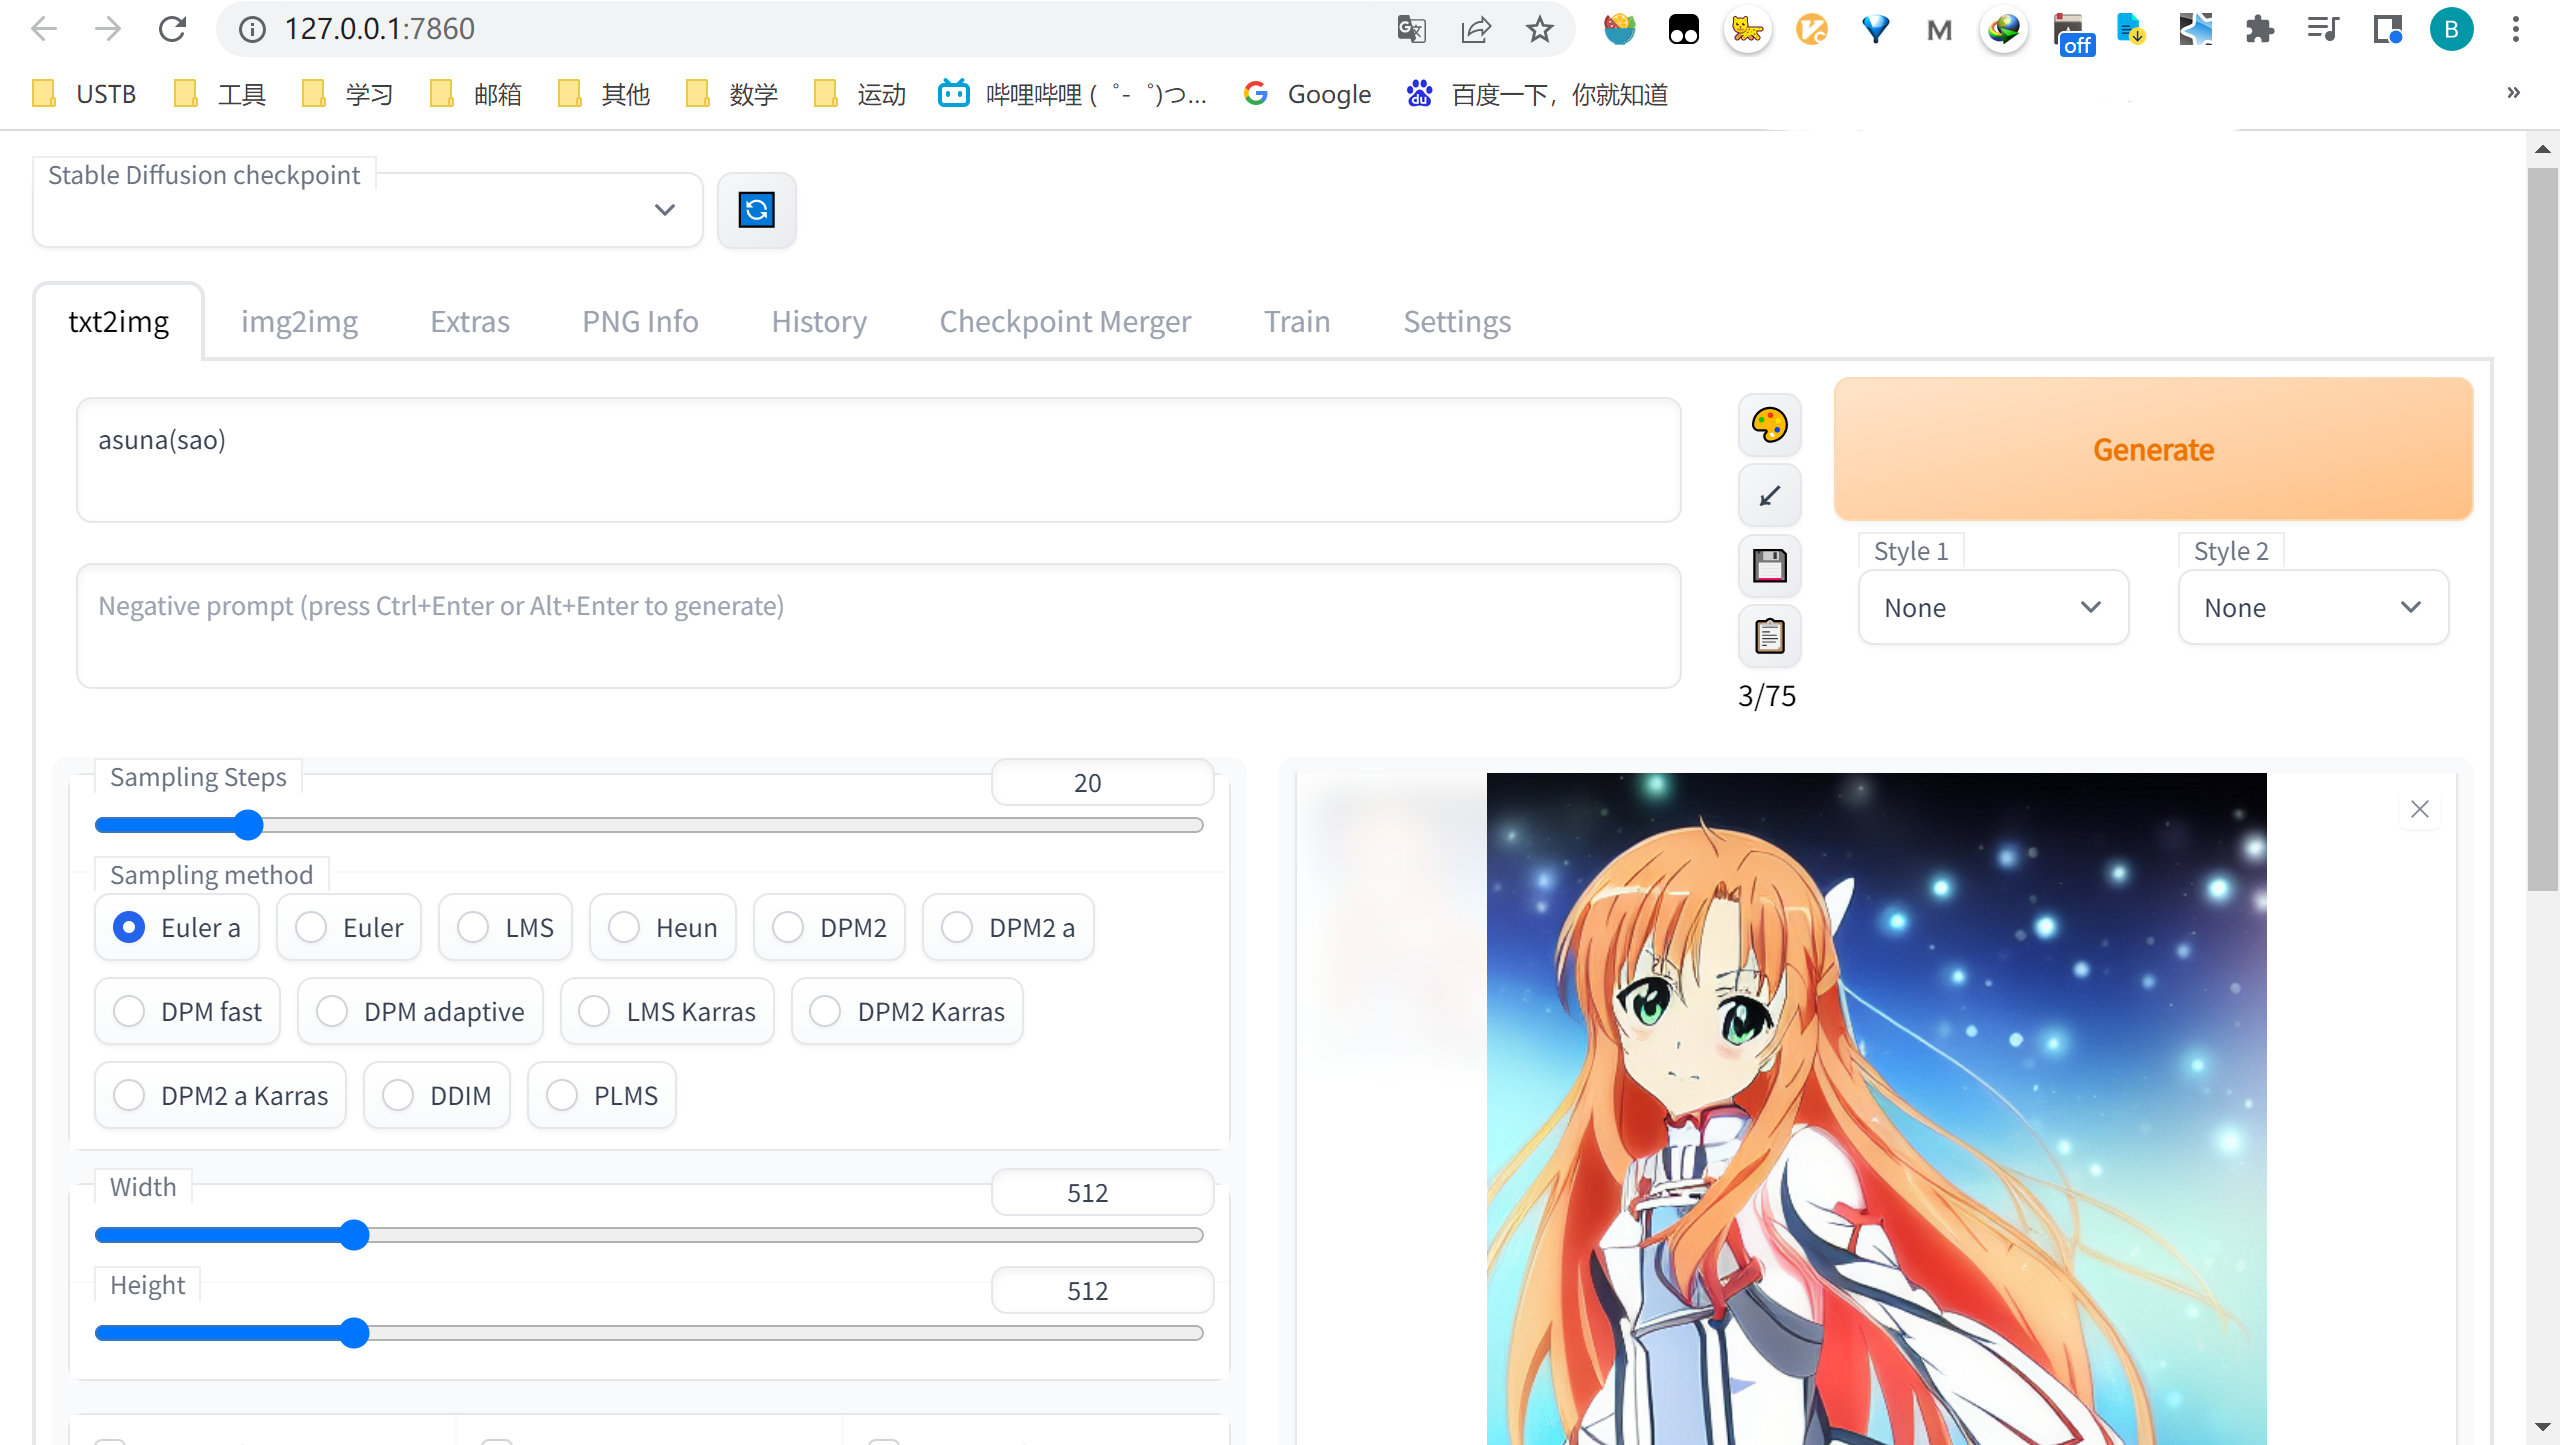 127.0.0.1:7860
off
B
USTB 工具 学习 邮箱 其他 数学 运动 哔哩哔哩 ( ゜- ゜)つ... Google 百度一下，你就知道 »
Stable Diffusion checkpoint
txt2img img2img Extras PNG Info History Checkpoint Merger Train Settings
asuna(sao)
Generate
Style 1 Style 2
None None
Negative prompt (press Ctrl+Enter or Alt+Enter to generate)
3/75
Sampling Steps 20
Sampling method
Euler a Euler LMS Heun DPM2 DPM2 a
DPM fast DPM adaptive LMS Karras DPM2 Karras
DPM2 a Karras DDIM PLMS
Width 512
Height 512